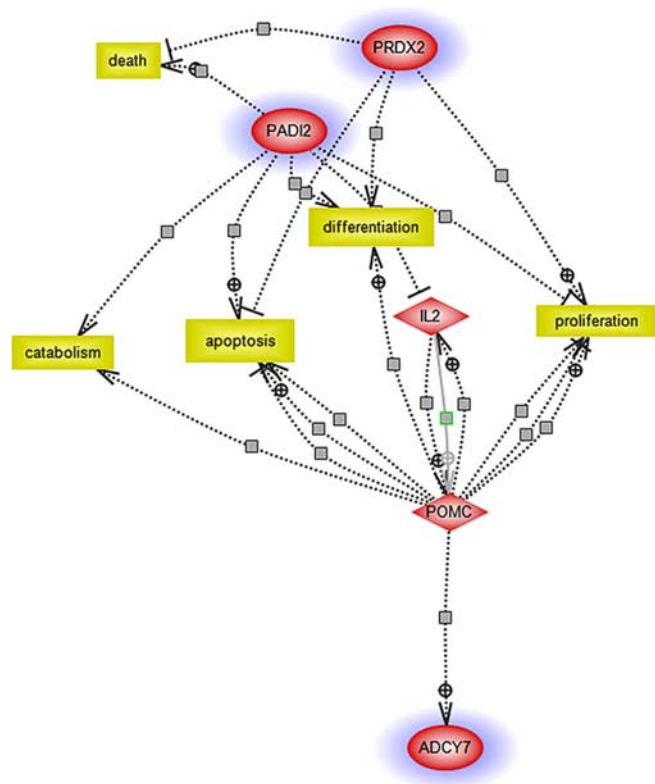 PRDX2
death
PADI2
differentiation
IL2
proliferation
apoptosis
catabolism
POMC
ADCY7